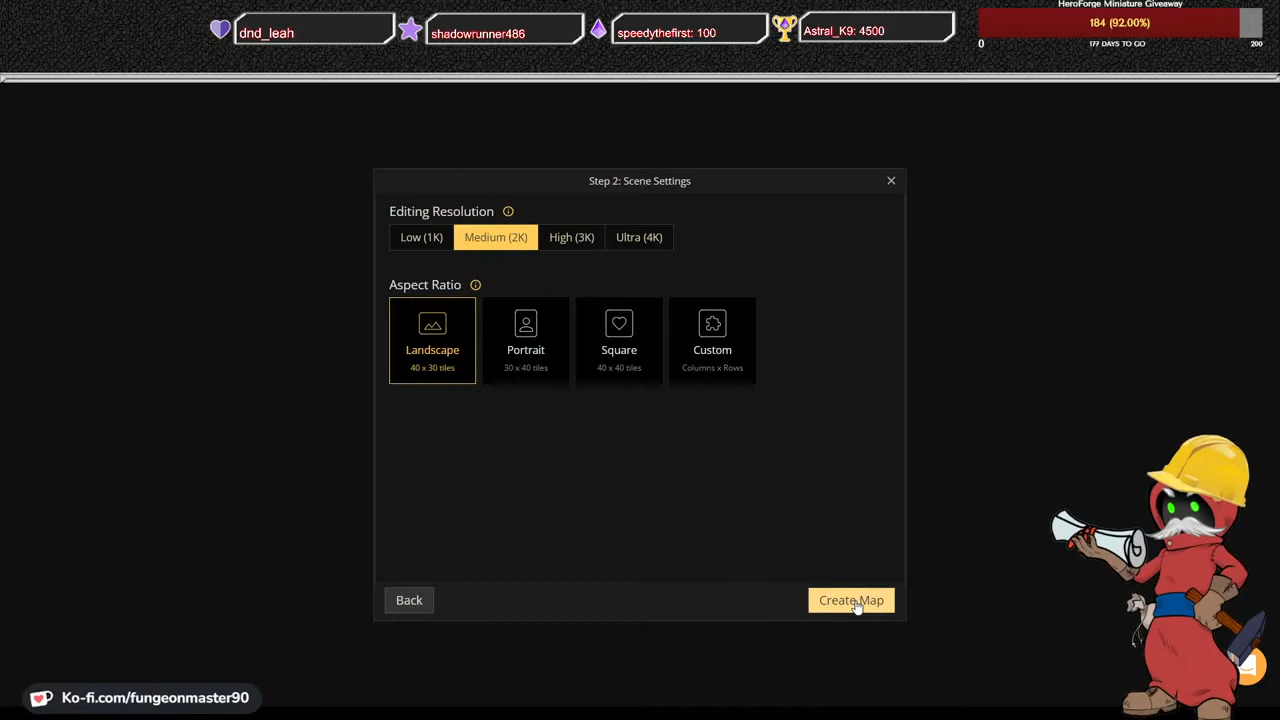 HeroForge Miniature Giveaway
dnd_leah
shadowrunner486
speedythefirst: 100
Astral_K9: 4500
184 (92.00%)
0
177 DAYS TO GO
200
Step 2: Scene Settings
Editing Resolution
Low (1K)
Medium (2K)
High (3K)
Ultra (4K)
Aspect Ratio
Landscape
40 x 30 tiles
Portrait
30 x 40 tiles
Square
40 x 40 tiles
Custom
Columns x Rows
Back
Create Map
Ko-fi.com/fungeonmaster90